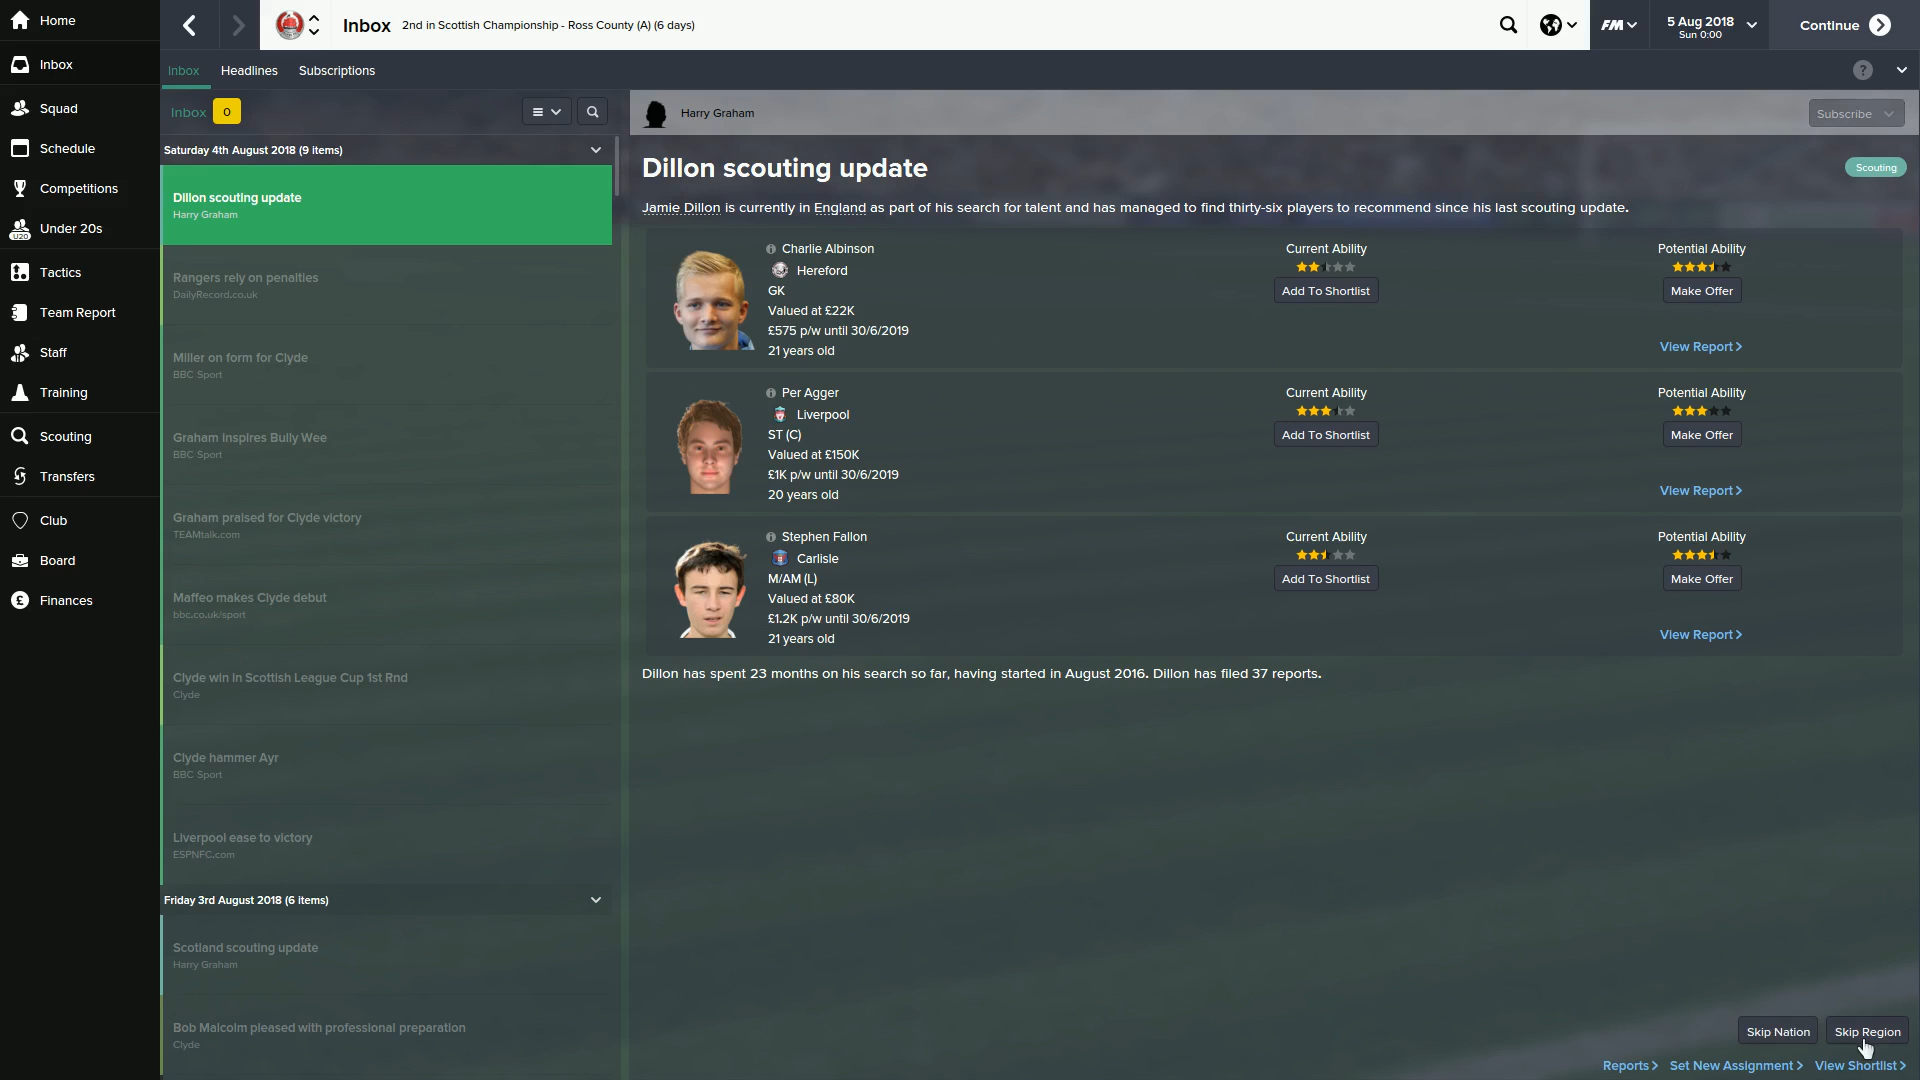 Home
Inbox
Squad
Schedule
Competitions
U20
Under 20s
Tactics
Team Report
Staff
Training
Scouting
Transfers
Club
Board
£
Finances
Inbox
2nd in Scottish Championship - Ross County (A) (6 days)
FM
5 Aug 2018
Sun 0:00
Continue
Inbox
Headlines
Subscriptions
?
Inbox
0
Saturday 4th August 2018 (9 items)
Dillon scouting update
Harry Graham
Rangers rely on penalties
DailyRecord.co.uk
Miller on form for Clyde
BBC Sport
Graham inspires Bully Wee
BBC Sport
Graham praised for Clyde victory
TEAMtalk.com
Maffeo makes Clyde debut
bbc.co.uk/sport
Clyde win in Scottish League Cup 1st Rnd
Clyde
Clyde hammer Ayr
BBC Sport
Liverpool ease to victory
ESPNFC.com
Friday 3rd August 2018 (6 items)
Scotland scouting update
Harry Graham
Bob Malcolm pleased with professional preparation
Clyde
Harry Graham
Subscribe
Dillon scouting update
Scouting
Jamie Dillon is currently in England as part of his search for talent and has managed to find thirty-six players to recommend since his last scouting update.
Charlie Albinson
Hereford
GK
Valued at £22K
£575 p/w until 30/6/2019
21 years old
Current Ability
Add To Shortlist
Potential Ability
Make Offer
View Report
Per Agger
Liverpool
ST (C)
Valued at £150K
£1K p/w until 30/6/2019
20 years old
Current Ability
Add To Shortlist
Potential Ability
Make Offer
View Report
Stephen Fallon
Carlisle
M/AM (L)
Valued at £80K
£1.2K p/w until 30/6/2019
21 years old
Current Ability
Add To Shortlist
Potential Ability
Make Offer
View Report
Dillon has spent 23 months on his search so far, having started in August 2016. Dillon has filed 37 reports.
Skip Nation
Skip Region
Reports
Set New Assignment
View Shortlist